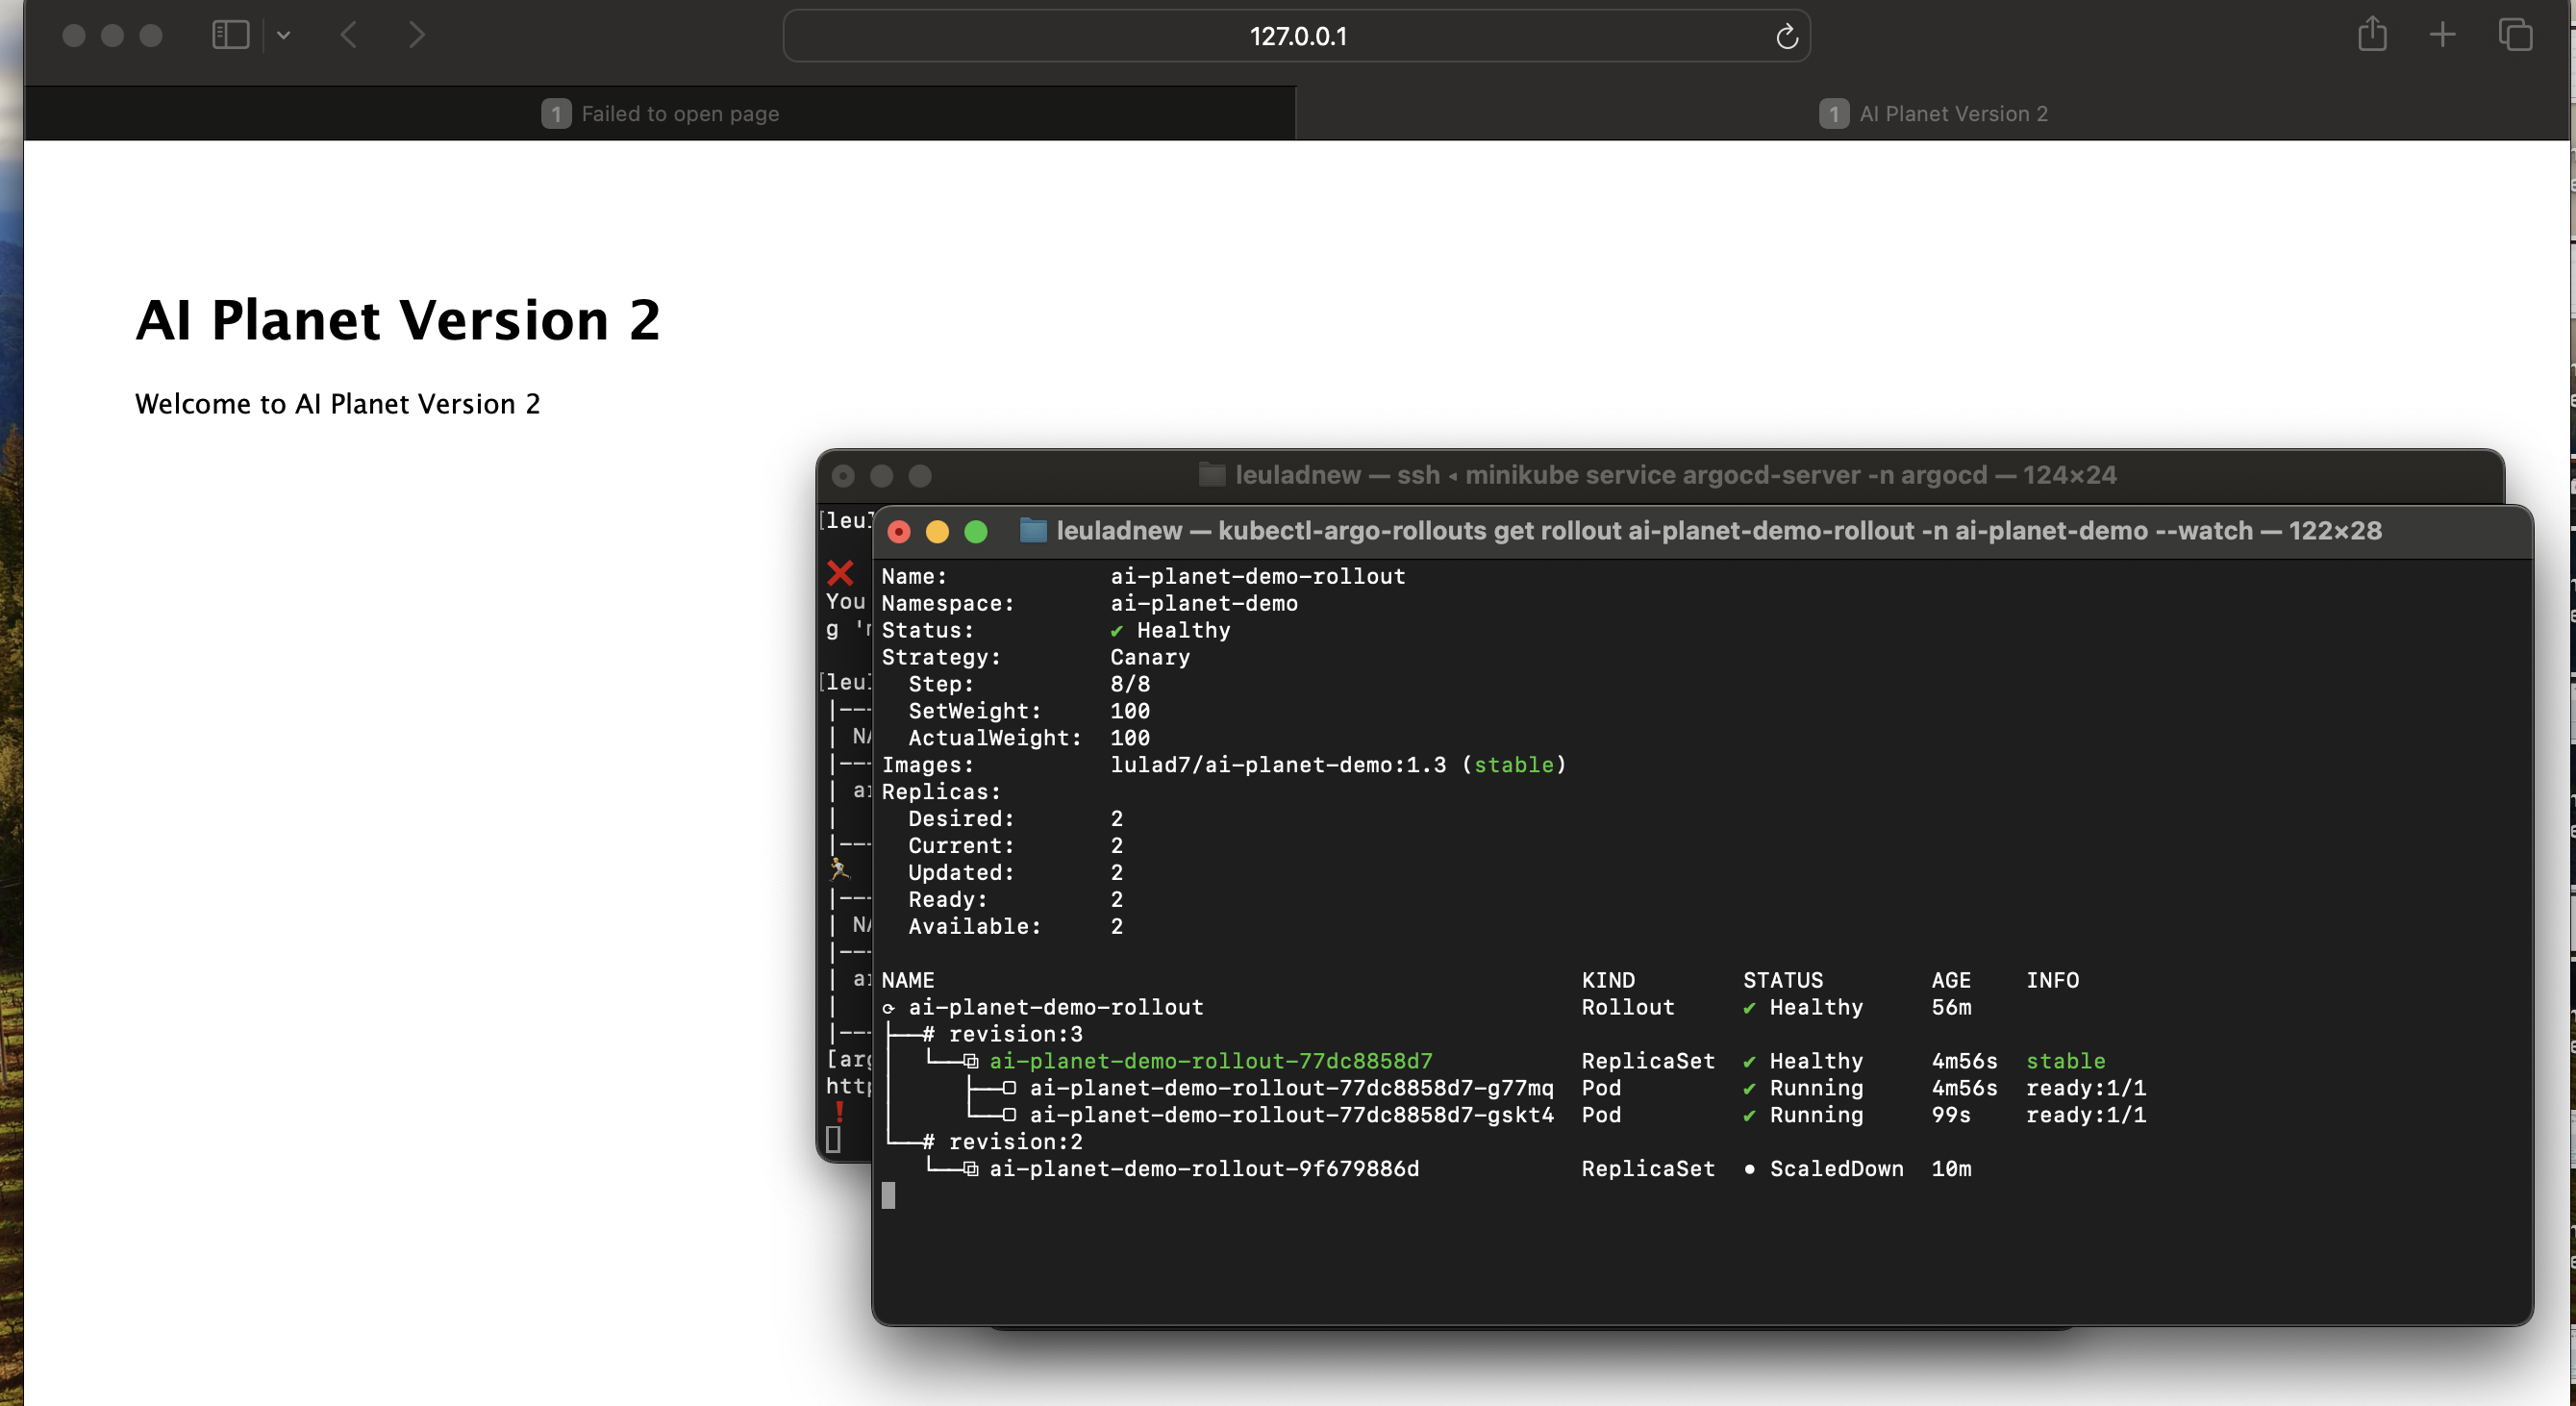 127.0.0.1
1 Failed to open page
1 AI Planet Version 2
AI Planet Version 2
Welcome to AI Planet Version 2
leuladnew — ssh ◂ minikube service argocd-server -n argocd — 124×24
leuladnew — kubectl-argo-rollouts get rollout ai-planet-demo-rollout -n ai-planet-demo --watch — 122×28
You
Name: ai-planet-demo-rollout
Namespace: ai-planet-demo
Status: ✔ Healthy
Strategy: Canary
Step: 8/8
SetWeight: 100
ActualWeight: 100
Images: lulad7/ai-planet-demo:1.3 (stable)
Replicas:
Desired: 2
Current: 2
Updated: 2
Ready: 2
Available: 2
NAME KIND STATUS AGE INFO
⟳ ai-planet-demo-rollout Rollout ✔ Healthy 56m
├──# revision:3
│ └──⧉ ai-planet-demo-rollout-77dc8858d7 ReplicaSet ✔ Healthy 4m56s stable
│ ├──□ ai-planet-demo-rollout-77dc8858d7-g77mq Pod ✔ Running 4m56s ready:1/1
│ └──□ ai-planet-demo-rollout-77dc8858d7-gskt4 Pod ✔ Running 99s ready:1/1
└──# revision:2
└──⧉ ai-planet-demo-rollout-9f679886d ReplicaSet • ScaledDown 10m